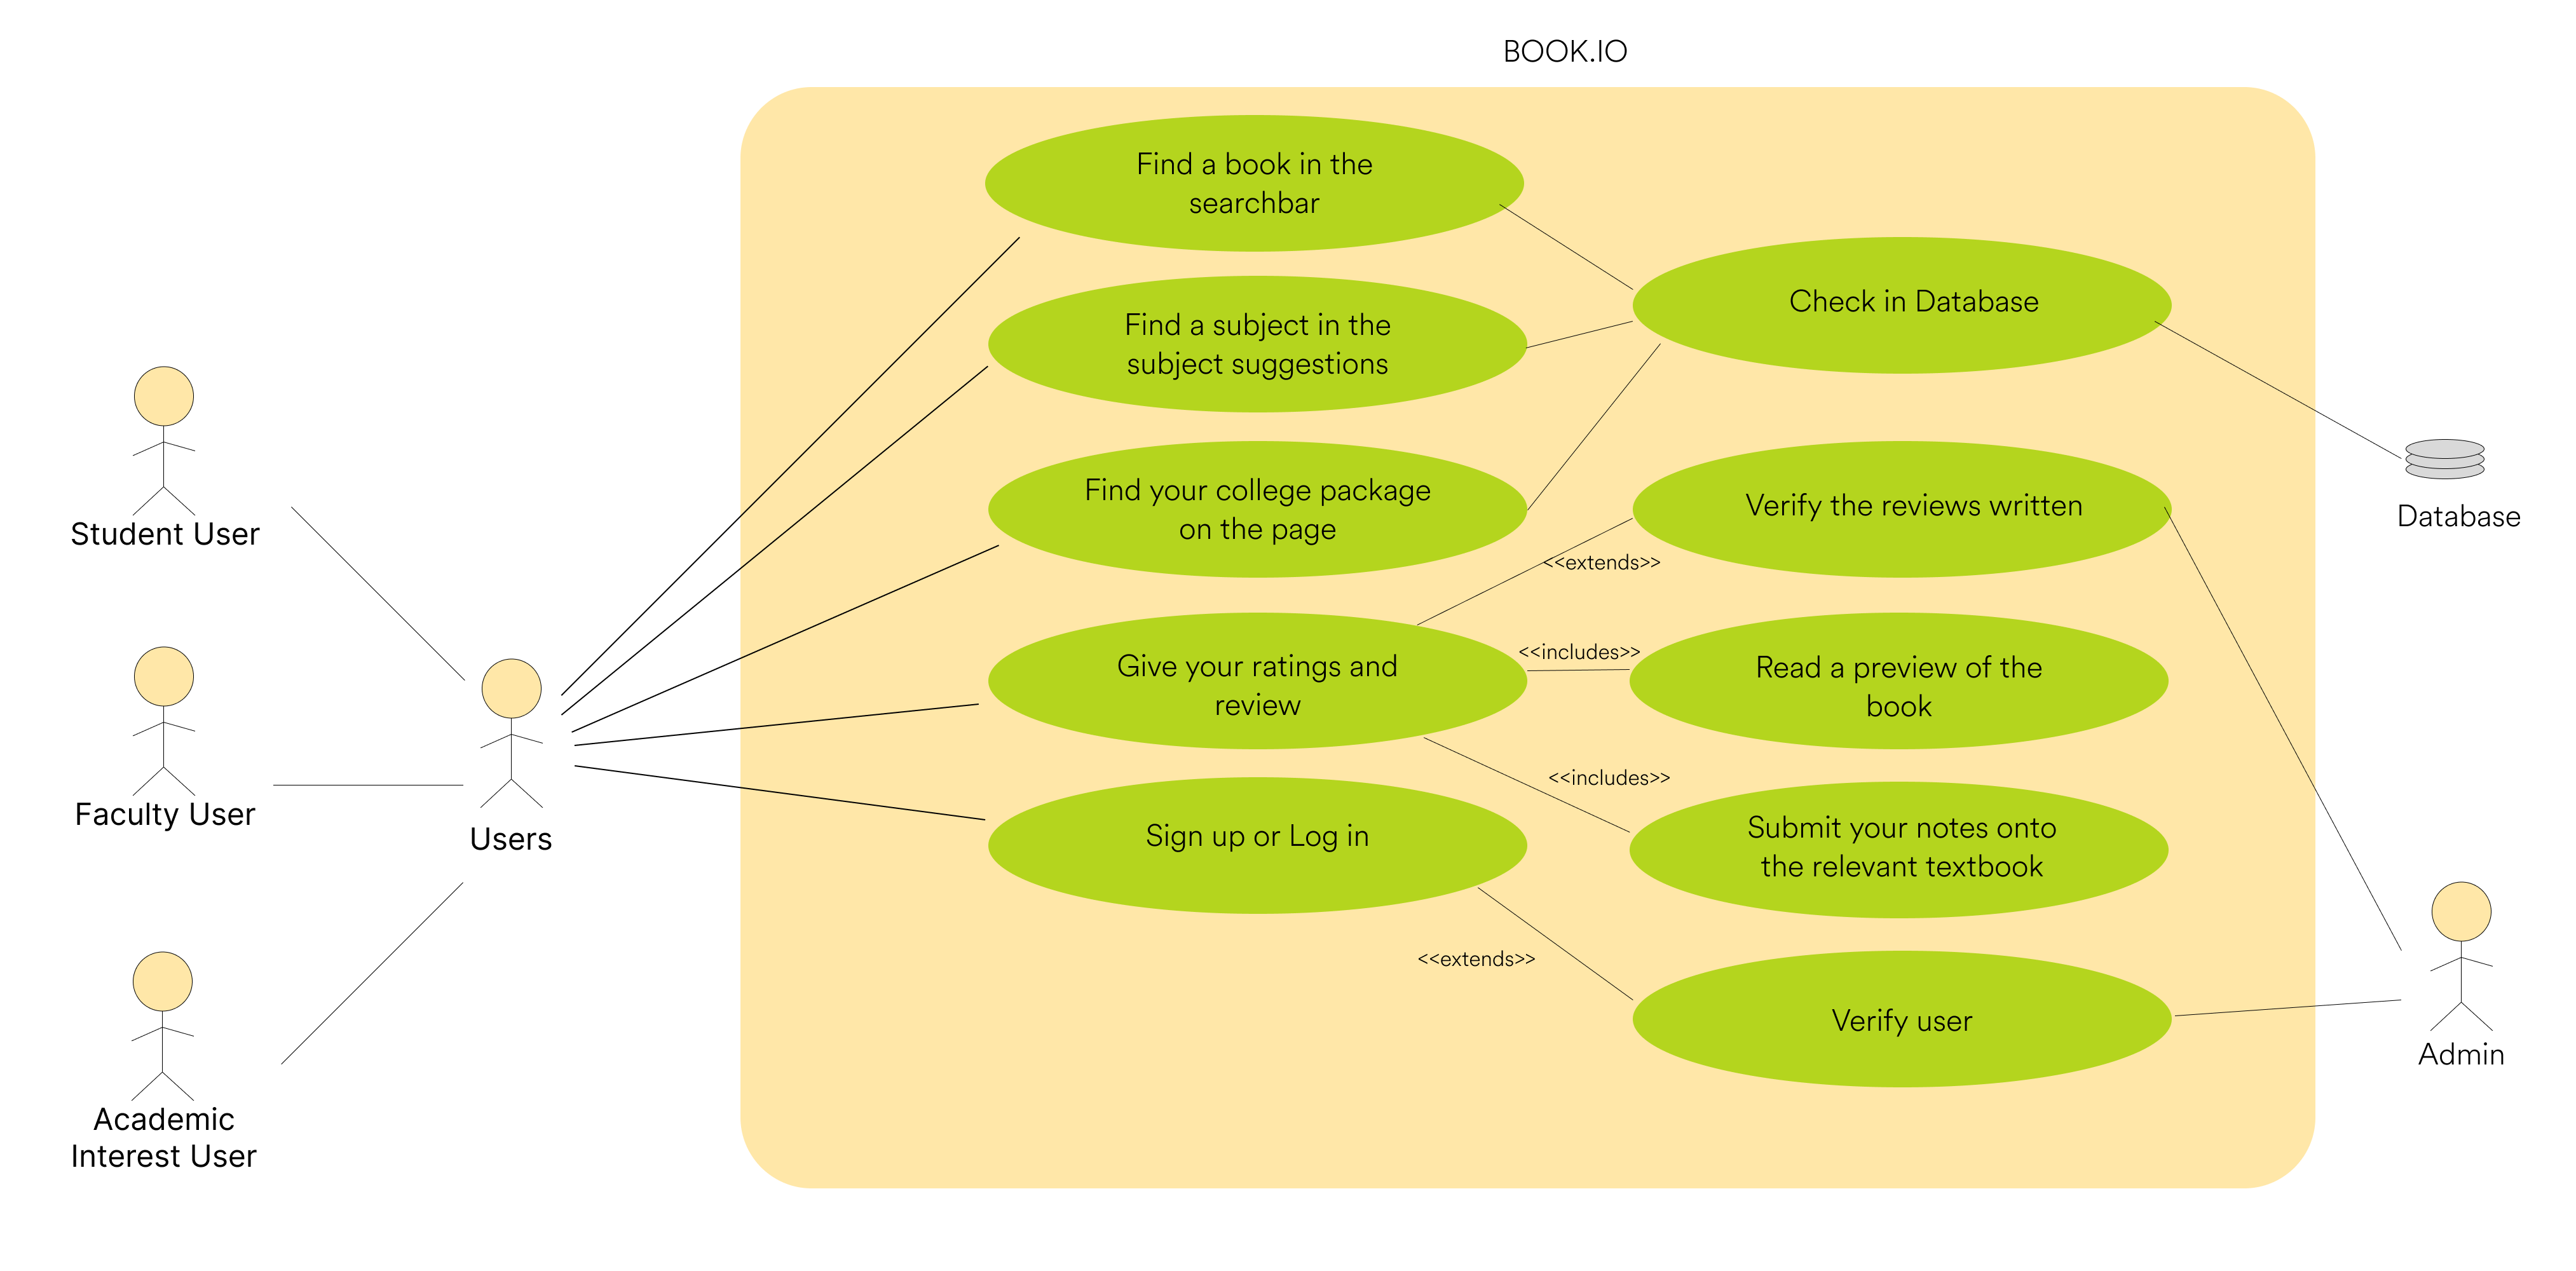 BOOK.IO
Find a book in the
searchbar
Find a subject in the
subject suggestions
Check in Database
Find your college package
on the page
Verify the reviews written
Database
Student User
<<extends>>
Give your ratings and
review
<<includes>>
Read a preview of the
book
<<includes>>
Faculty User
Users
Sign up or Log in
Submit your notes onto
the relevant textbook
<<extends>>
Verify user
Admin
Academic
Interest User